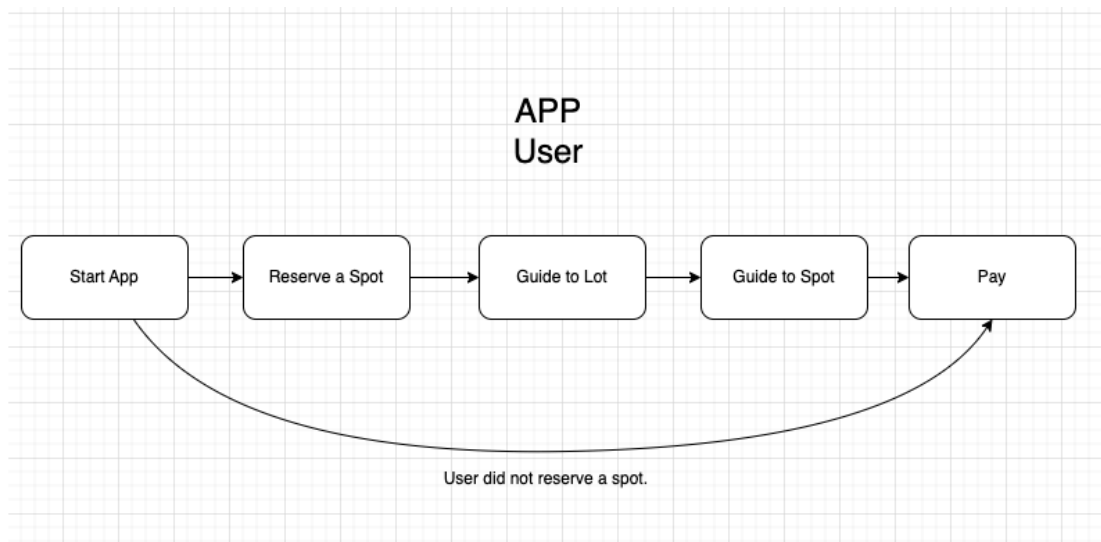 APP
User
Start App
Reserve a Spot
Guide to Lot
Guide to Spot
Pay
User did not reserve a spot.